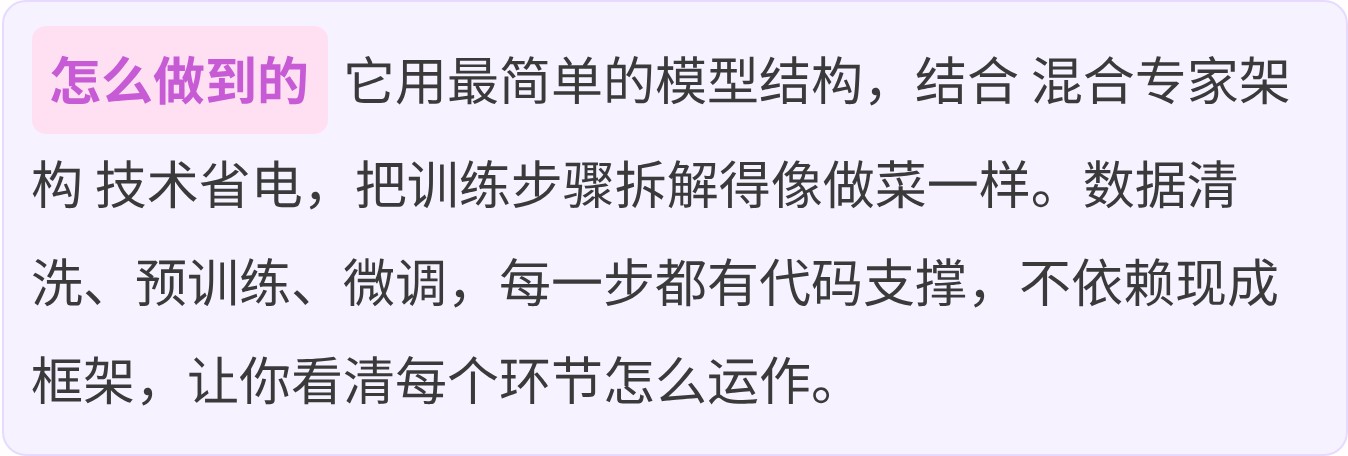 怎么做到的 它用最简单的模型结构，结合 混合专家架
构 技术省电，把训练步骤拆解得像做菜一样。数据清
洗、预训练、微调，每一步都有代码支撑，不依赖现成
框架，让你看清每个环节怎么运作。